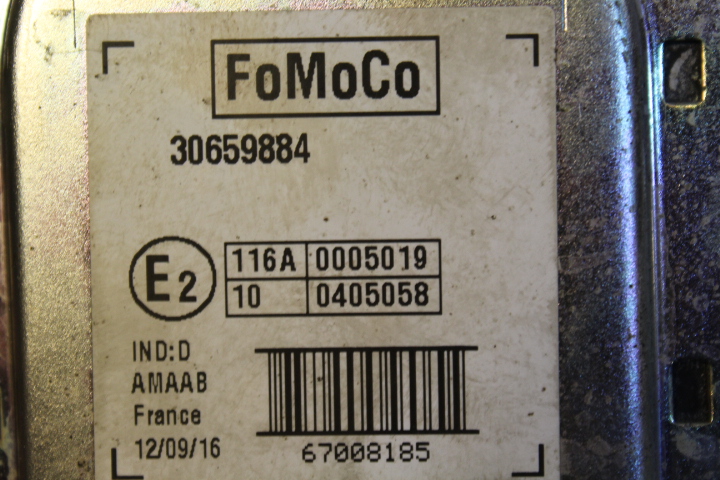 FoMoCo
30659884
E2
116A 0005019
10 0405058
IND:D
AMAAB
France
12/09/16
67008185